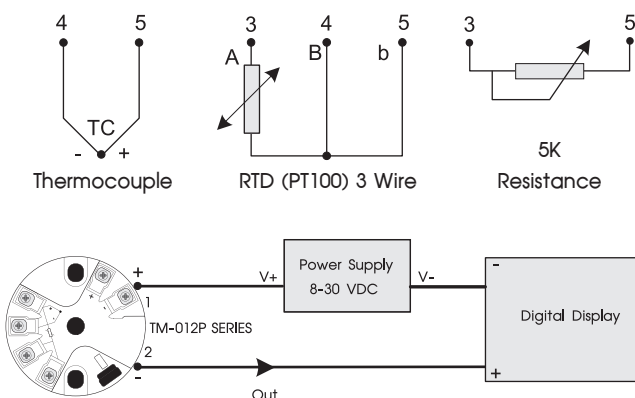 4 5
TC
- +
Thermocouple
3 4 5
A B b
RTD (PT100) 3 Wire
3 5
5K
Resistance
+
1
TM-012P SERIES
2
-
V+
Power Supply
8-30 VDC
V-
-
Digital Display
+
Out